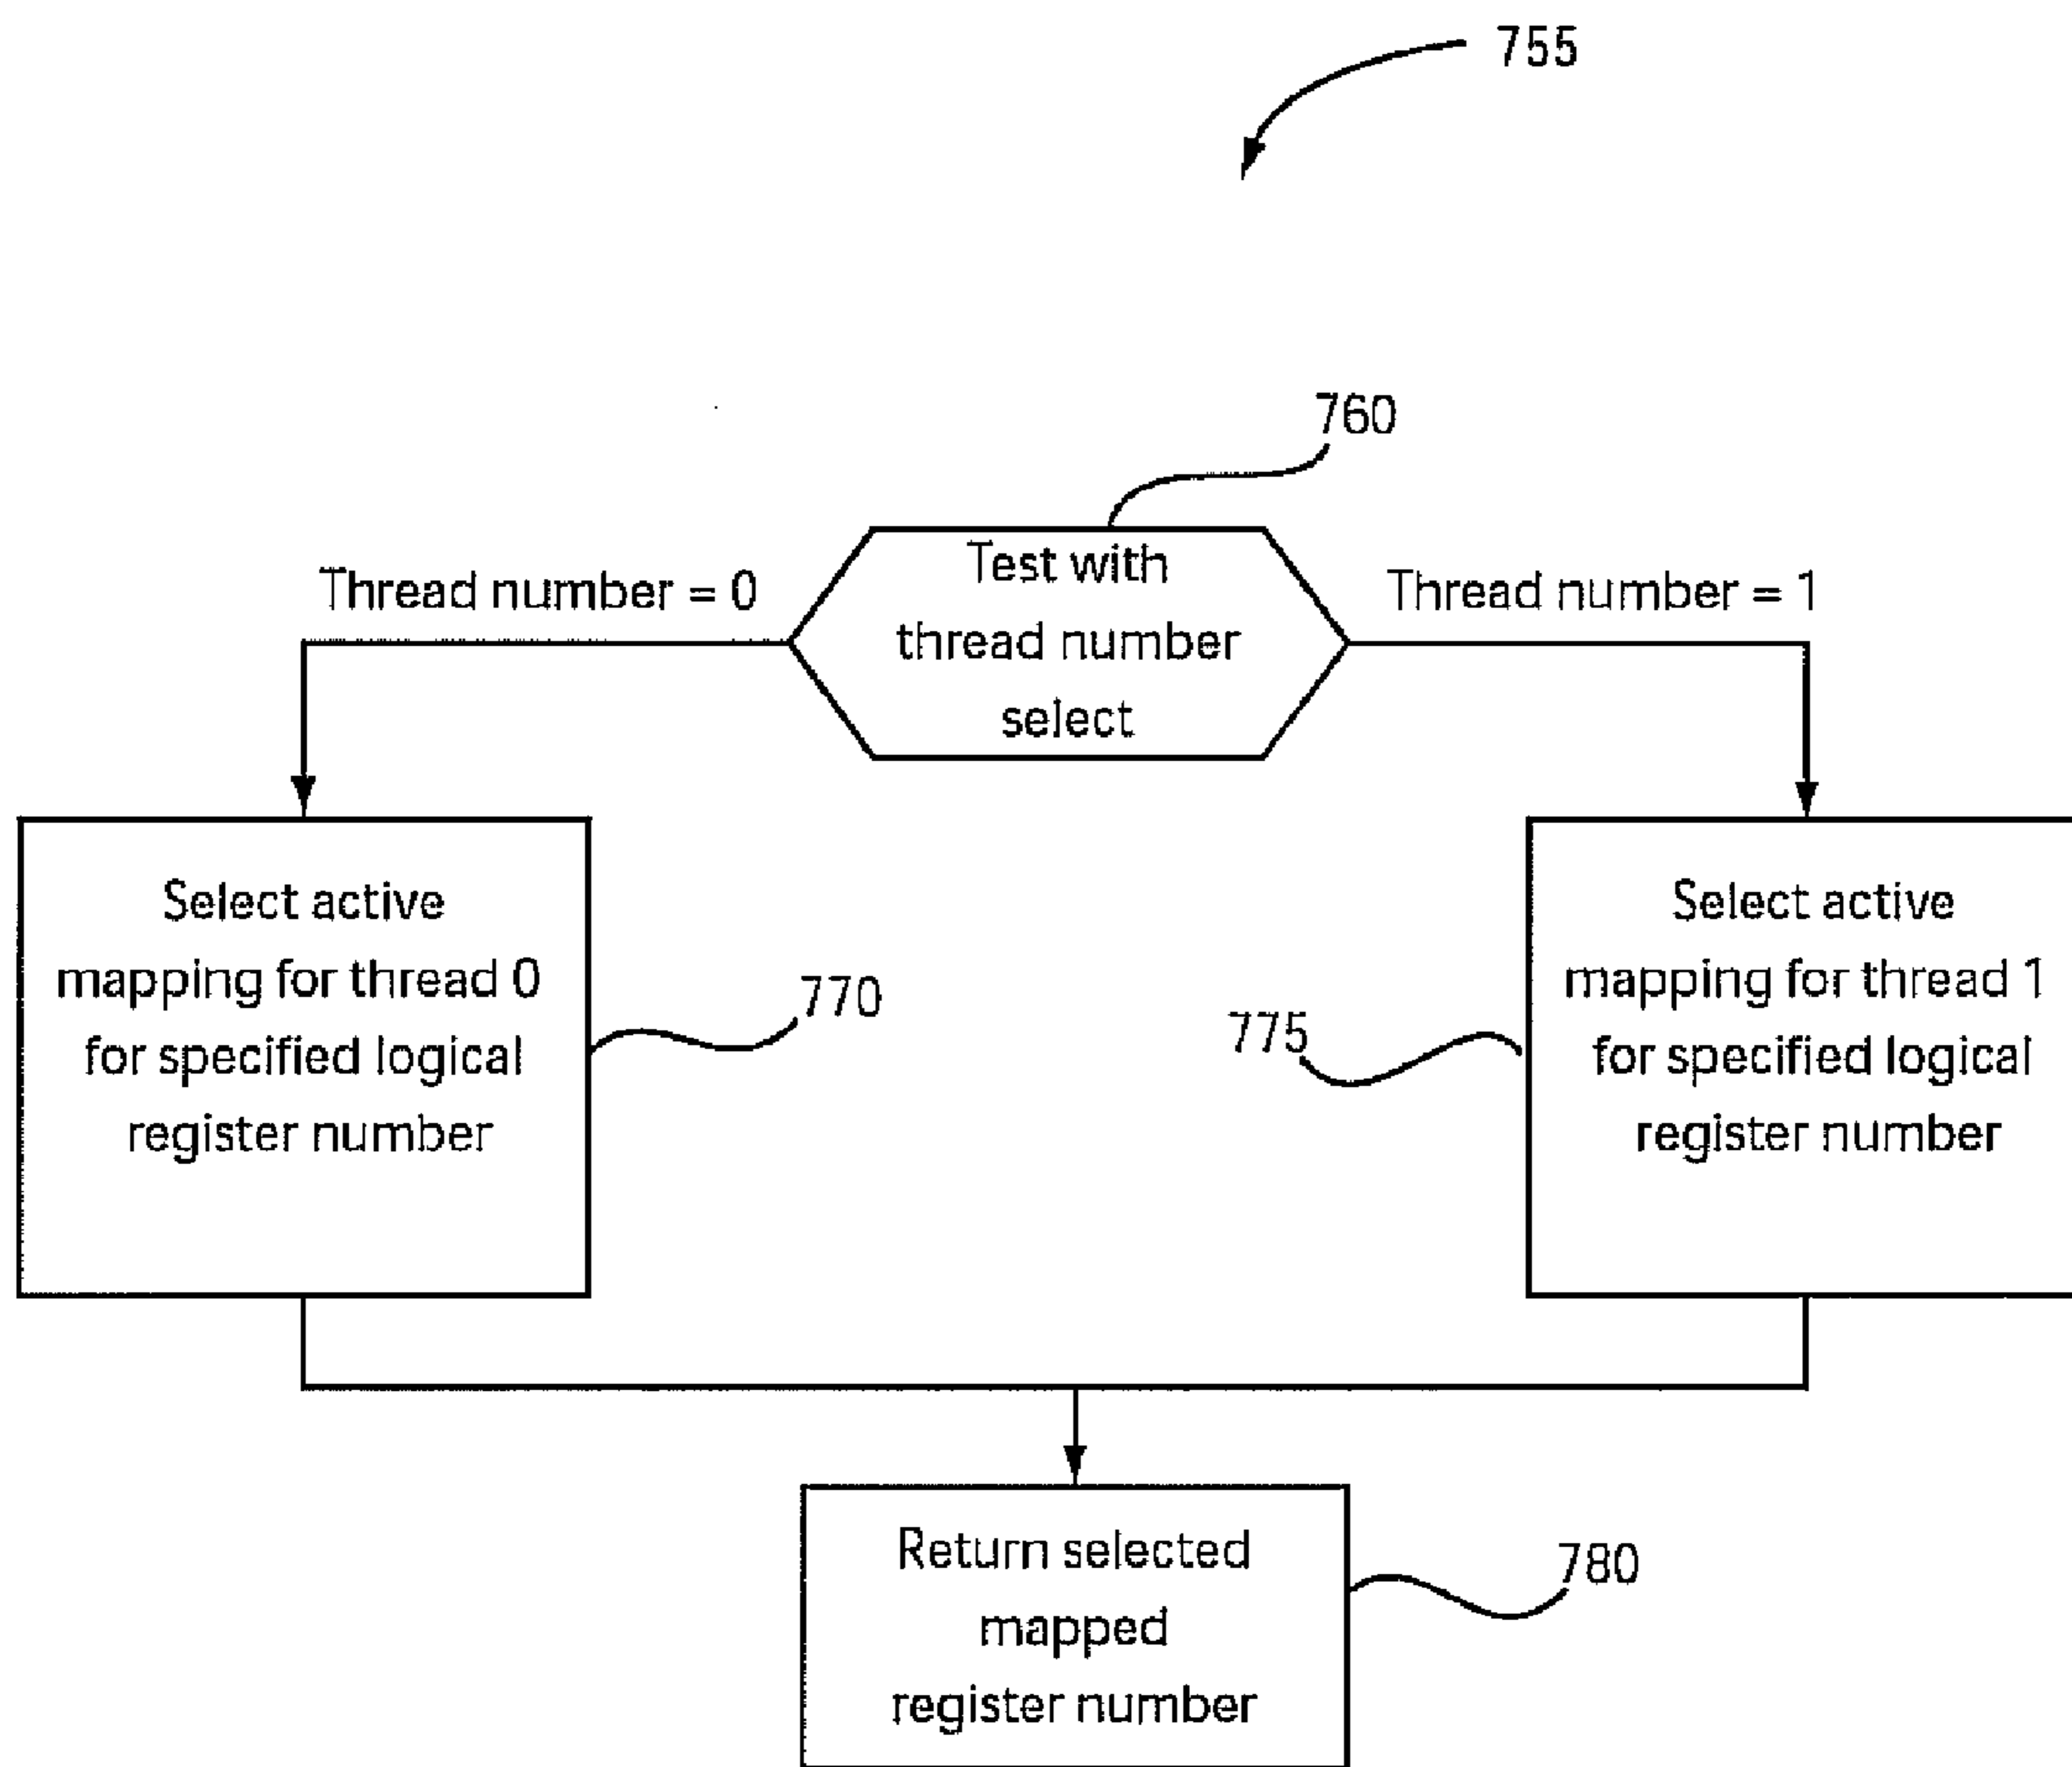 755
760
Thread number = 0
Test with
thread number
select
Thread number = 1
Select active
mapping for thread 0
for specified logical
register number
770
775
Select active
mapping for thread 1
for specified logical
register number
Return selected
mapped
register number
780